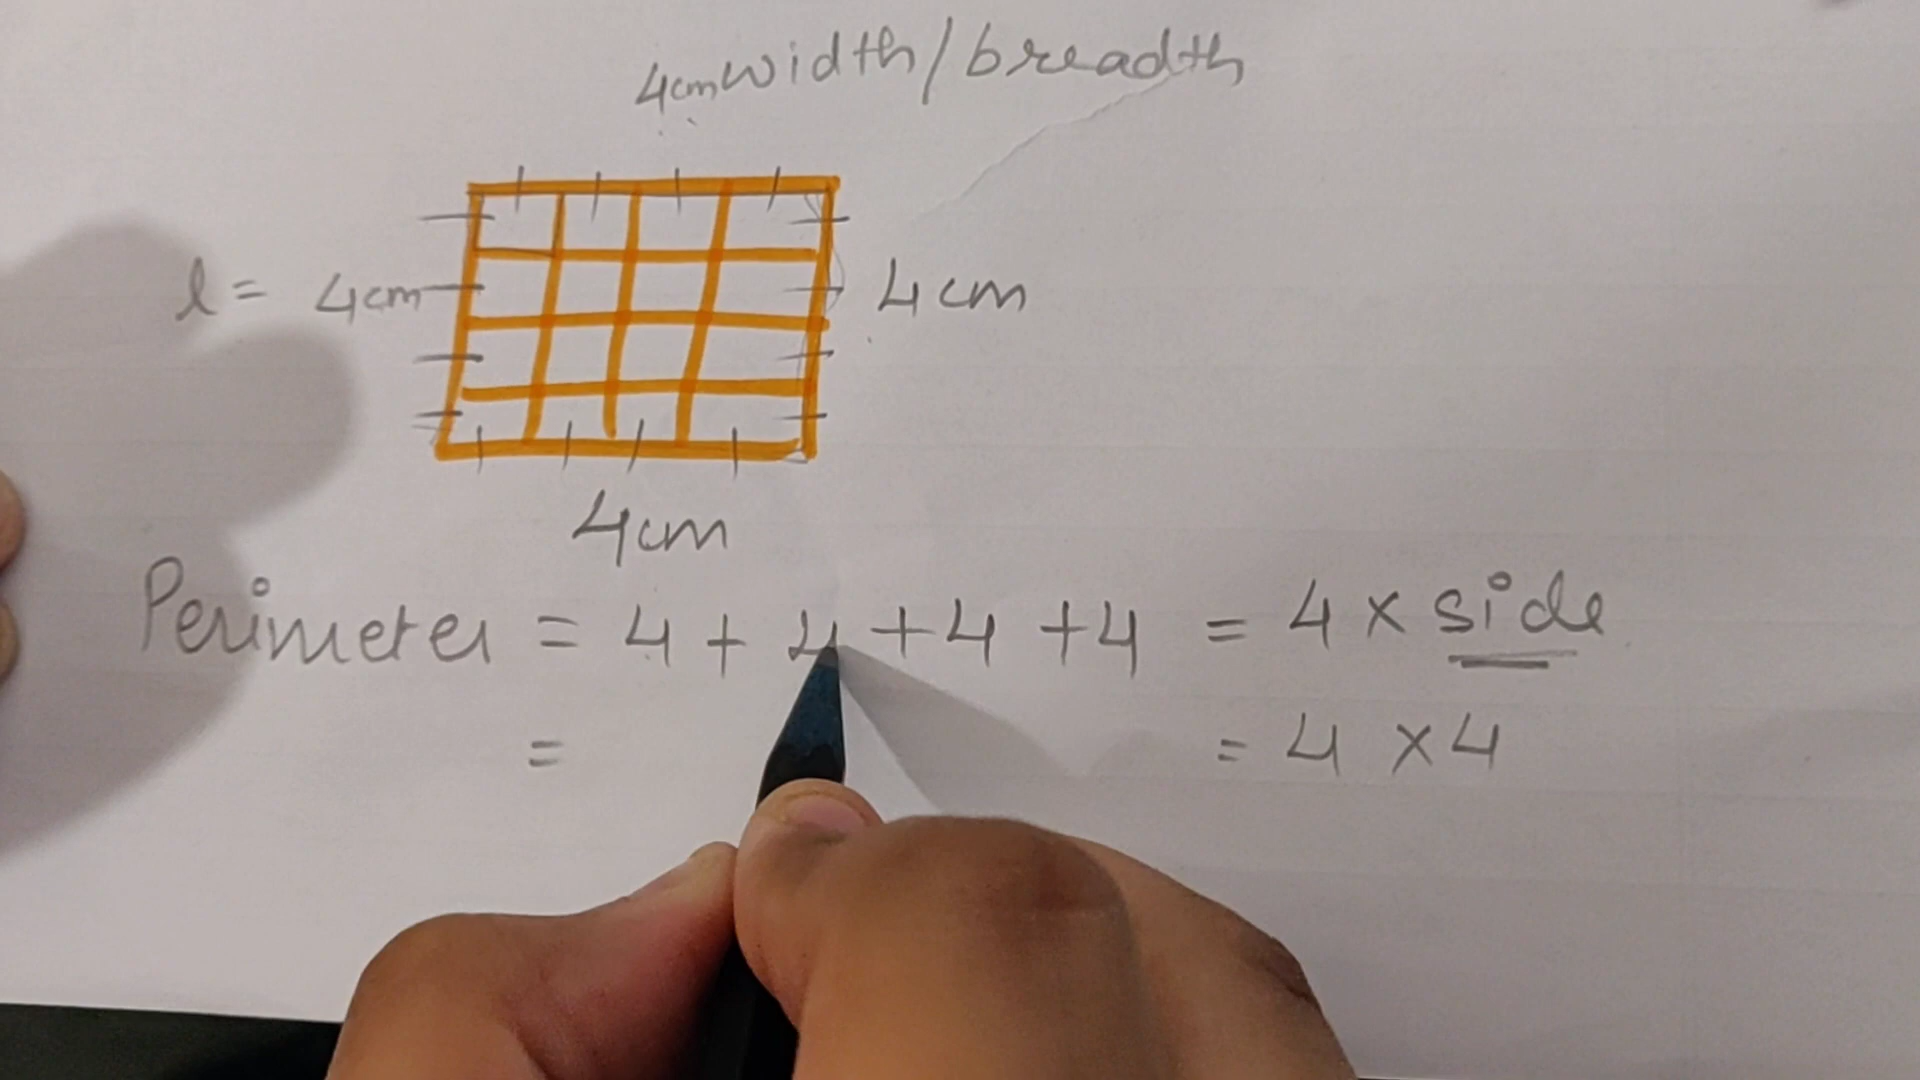 4cm width/breadth
l = 4cm 4cm
4cm
Perimeter = 4 + 4 + 4 + 4 = 4 × side
= = 4 × 4